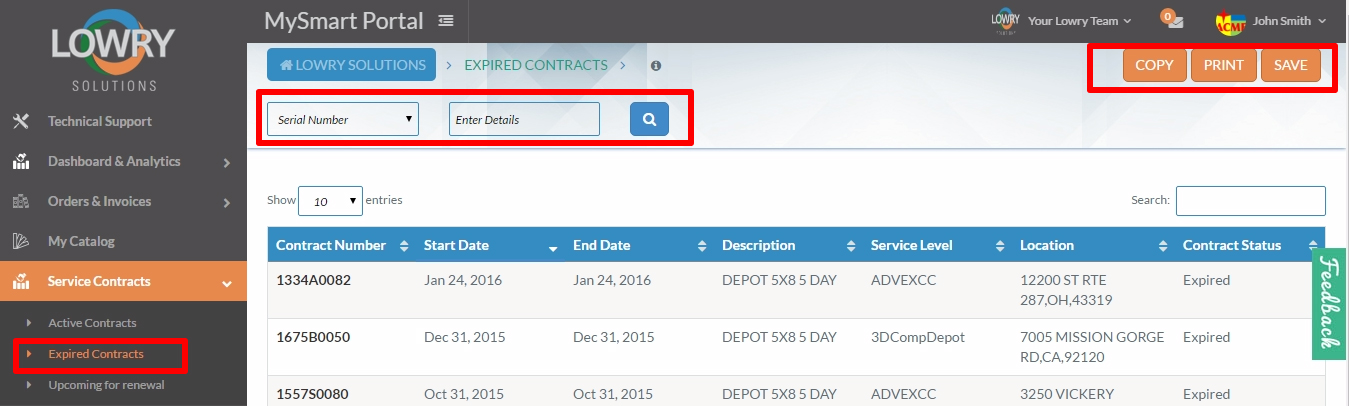 LOWRY
SOLUTIONS
Technical Support
Dashboard & Analytics
Orders & Invoices
My Catalog
Service Contracts
Active Contracts
Expired Contracts
Upcoming for renewal
MySmart Portal
LOWRY
Your Lowry Team
0
ACME
John Smith
LOWRY SOLUTIONS > EXPIRED CONTRACTS >
COPY PRINT SAVE
Serial Number Enter Details
Show 10 entries Search:
Contract Number Start Date End Date Description Service Level Location Contract Status
1334A0082 Jan 24, 2016 Jan 24, 2016 DEPOT 5X8 5 DAY ADVEXCC 12200 ST RTE Expired
287,OH,43319
1675B0050 Dec 31, 2015 Dec 31, 2015 DEPOT 5X8 5 DAY 3DCompDepot 7005 MISSION GORGE Expired
RD,CA,92120
1557S0080 Oct 31, 2015 Oct 31, 2015 DEPOT 5X8 5 DAY ADVEXCC 3250 VICKERY Expired
Feedback